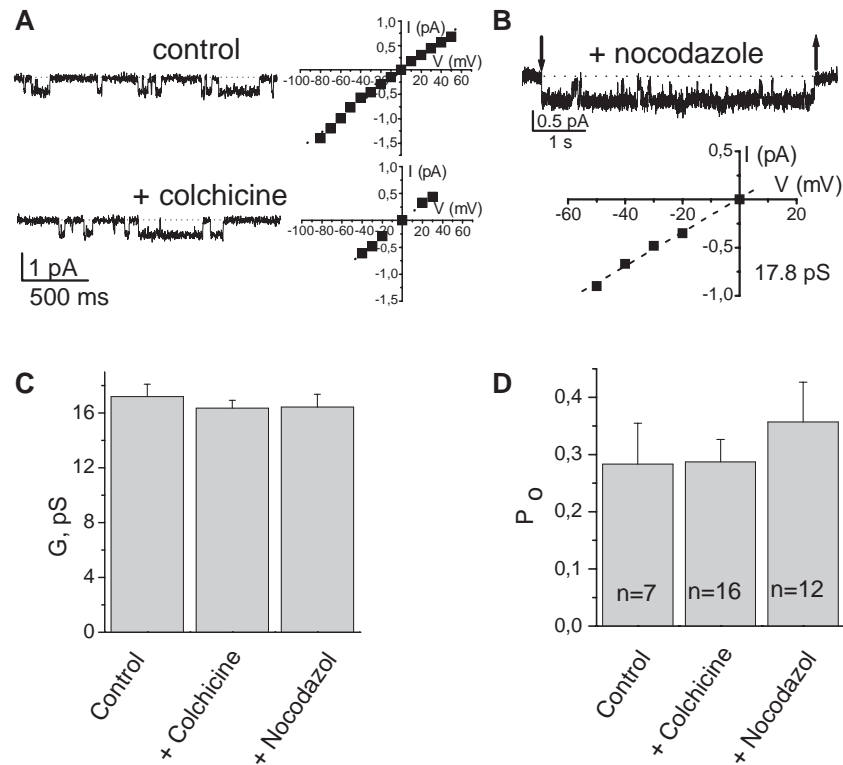 A
control
I (pA)
V (mV)
1,0
0,5
-0,5
-1,0
-1,5
-100 -80 -60 -40 -20 0 20 40 60
+ colchicine
I (pA)
V (mV)
1,0
0,5
-0,5
-1,0
-1,5
-100 -80 -60 -40 -20 0 20 40 60
1 pA
500 ms
B
+ nocodazole
0.5 pA
1 s
I (pA)
V (mV)
0,5
-60 -40 -20 0 20
-0,5
-1,0
17.8 pS
C
G, pS
16
12
8
4
0
Control
+ Colchicine
+ Nocodazol
D
P o
0,4
0,3
0,2
0,1
0,0
n=7
n=16
n=12
Control
+ Colchicine
+ Nocodazol